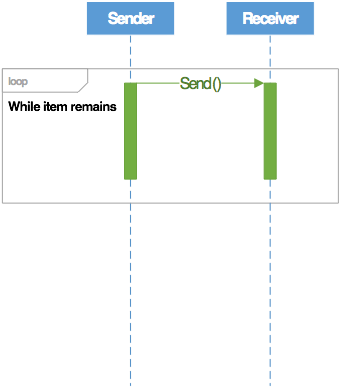 Sender
Receiver
loop
Send()
While item remains